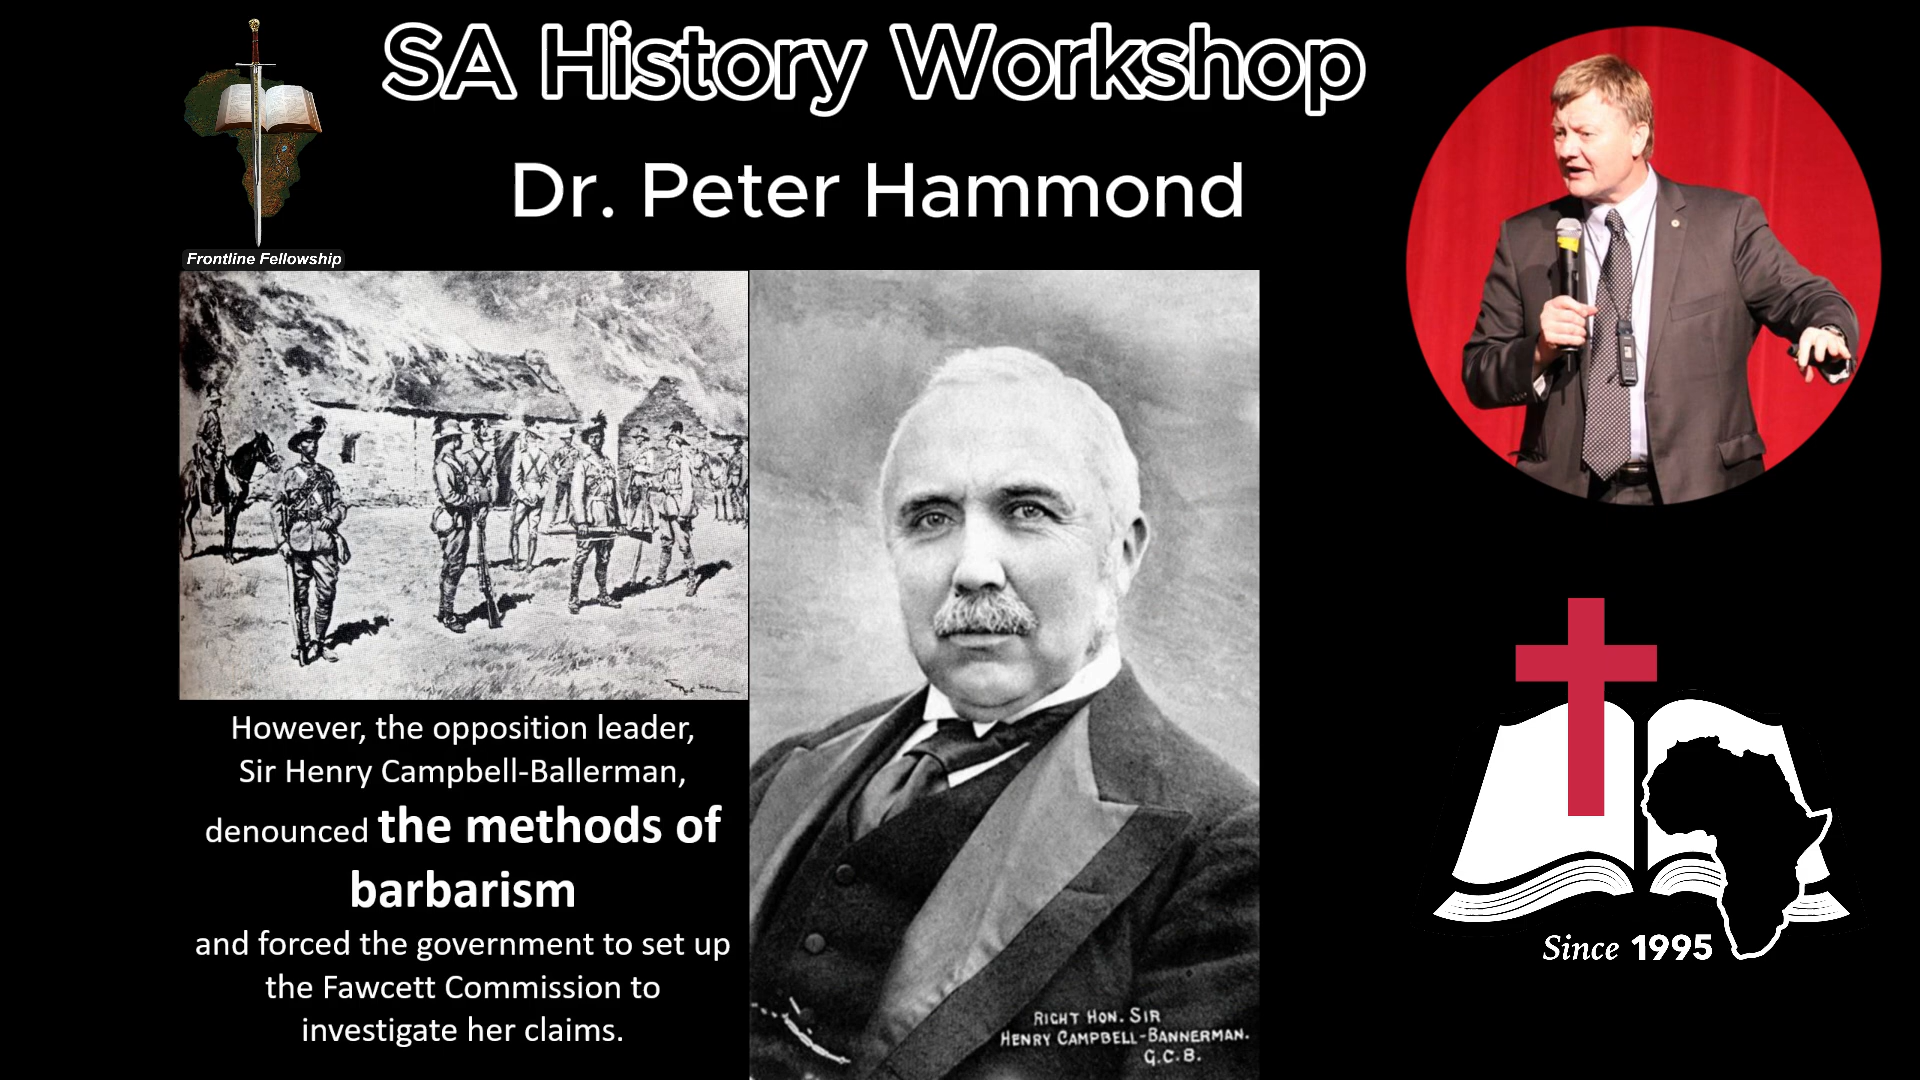 SA History Workshop
Dr. Peter Hammond
Frontline Fellowship
However, the opposition leader,
Sir Henry Campbell-Ballerman,
denounced the methods of
barbarism
and forced the government to set up
the Fawcett Commission to
investigate her claims.
RIGHT HON. SIR
HENRY CAMPBELL-BANNERMAN.
G.C.B.
Since 1995